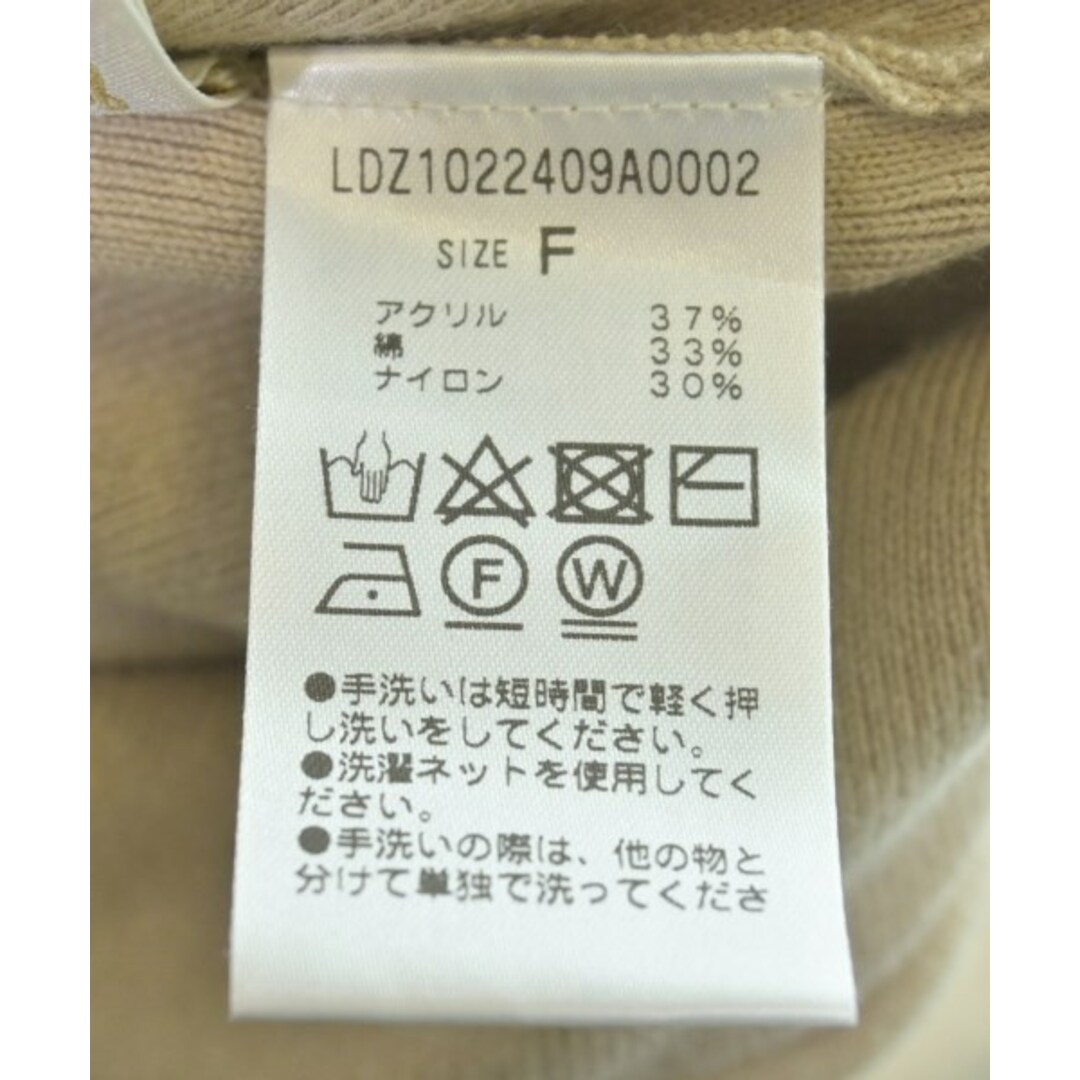 LDZ1022409A0002
SIZE F
アクリル 37%
綿 33%
ナイロン 30%
F W
●手洗いは短時間で軽く押
し洗いをしてください。
●洗濯ネットを使用してく
ださい。
●手洗いの際は、他の物と
分けて単独で洗ってくださ